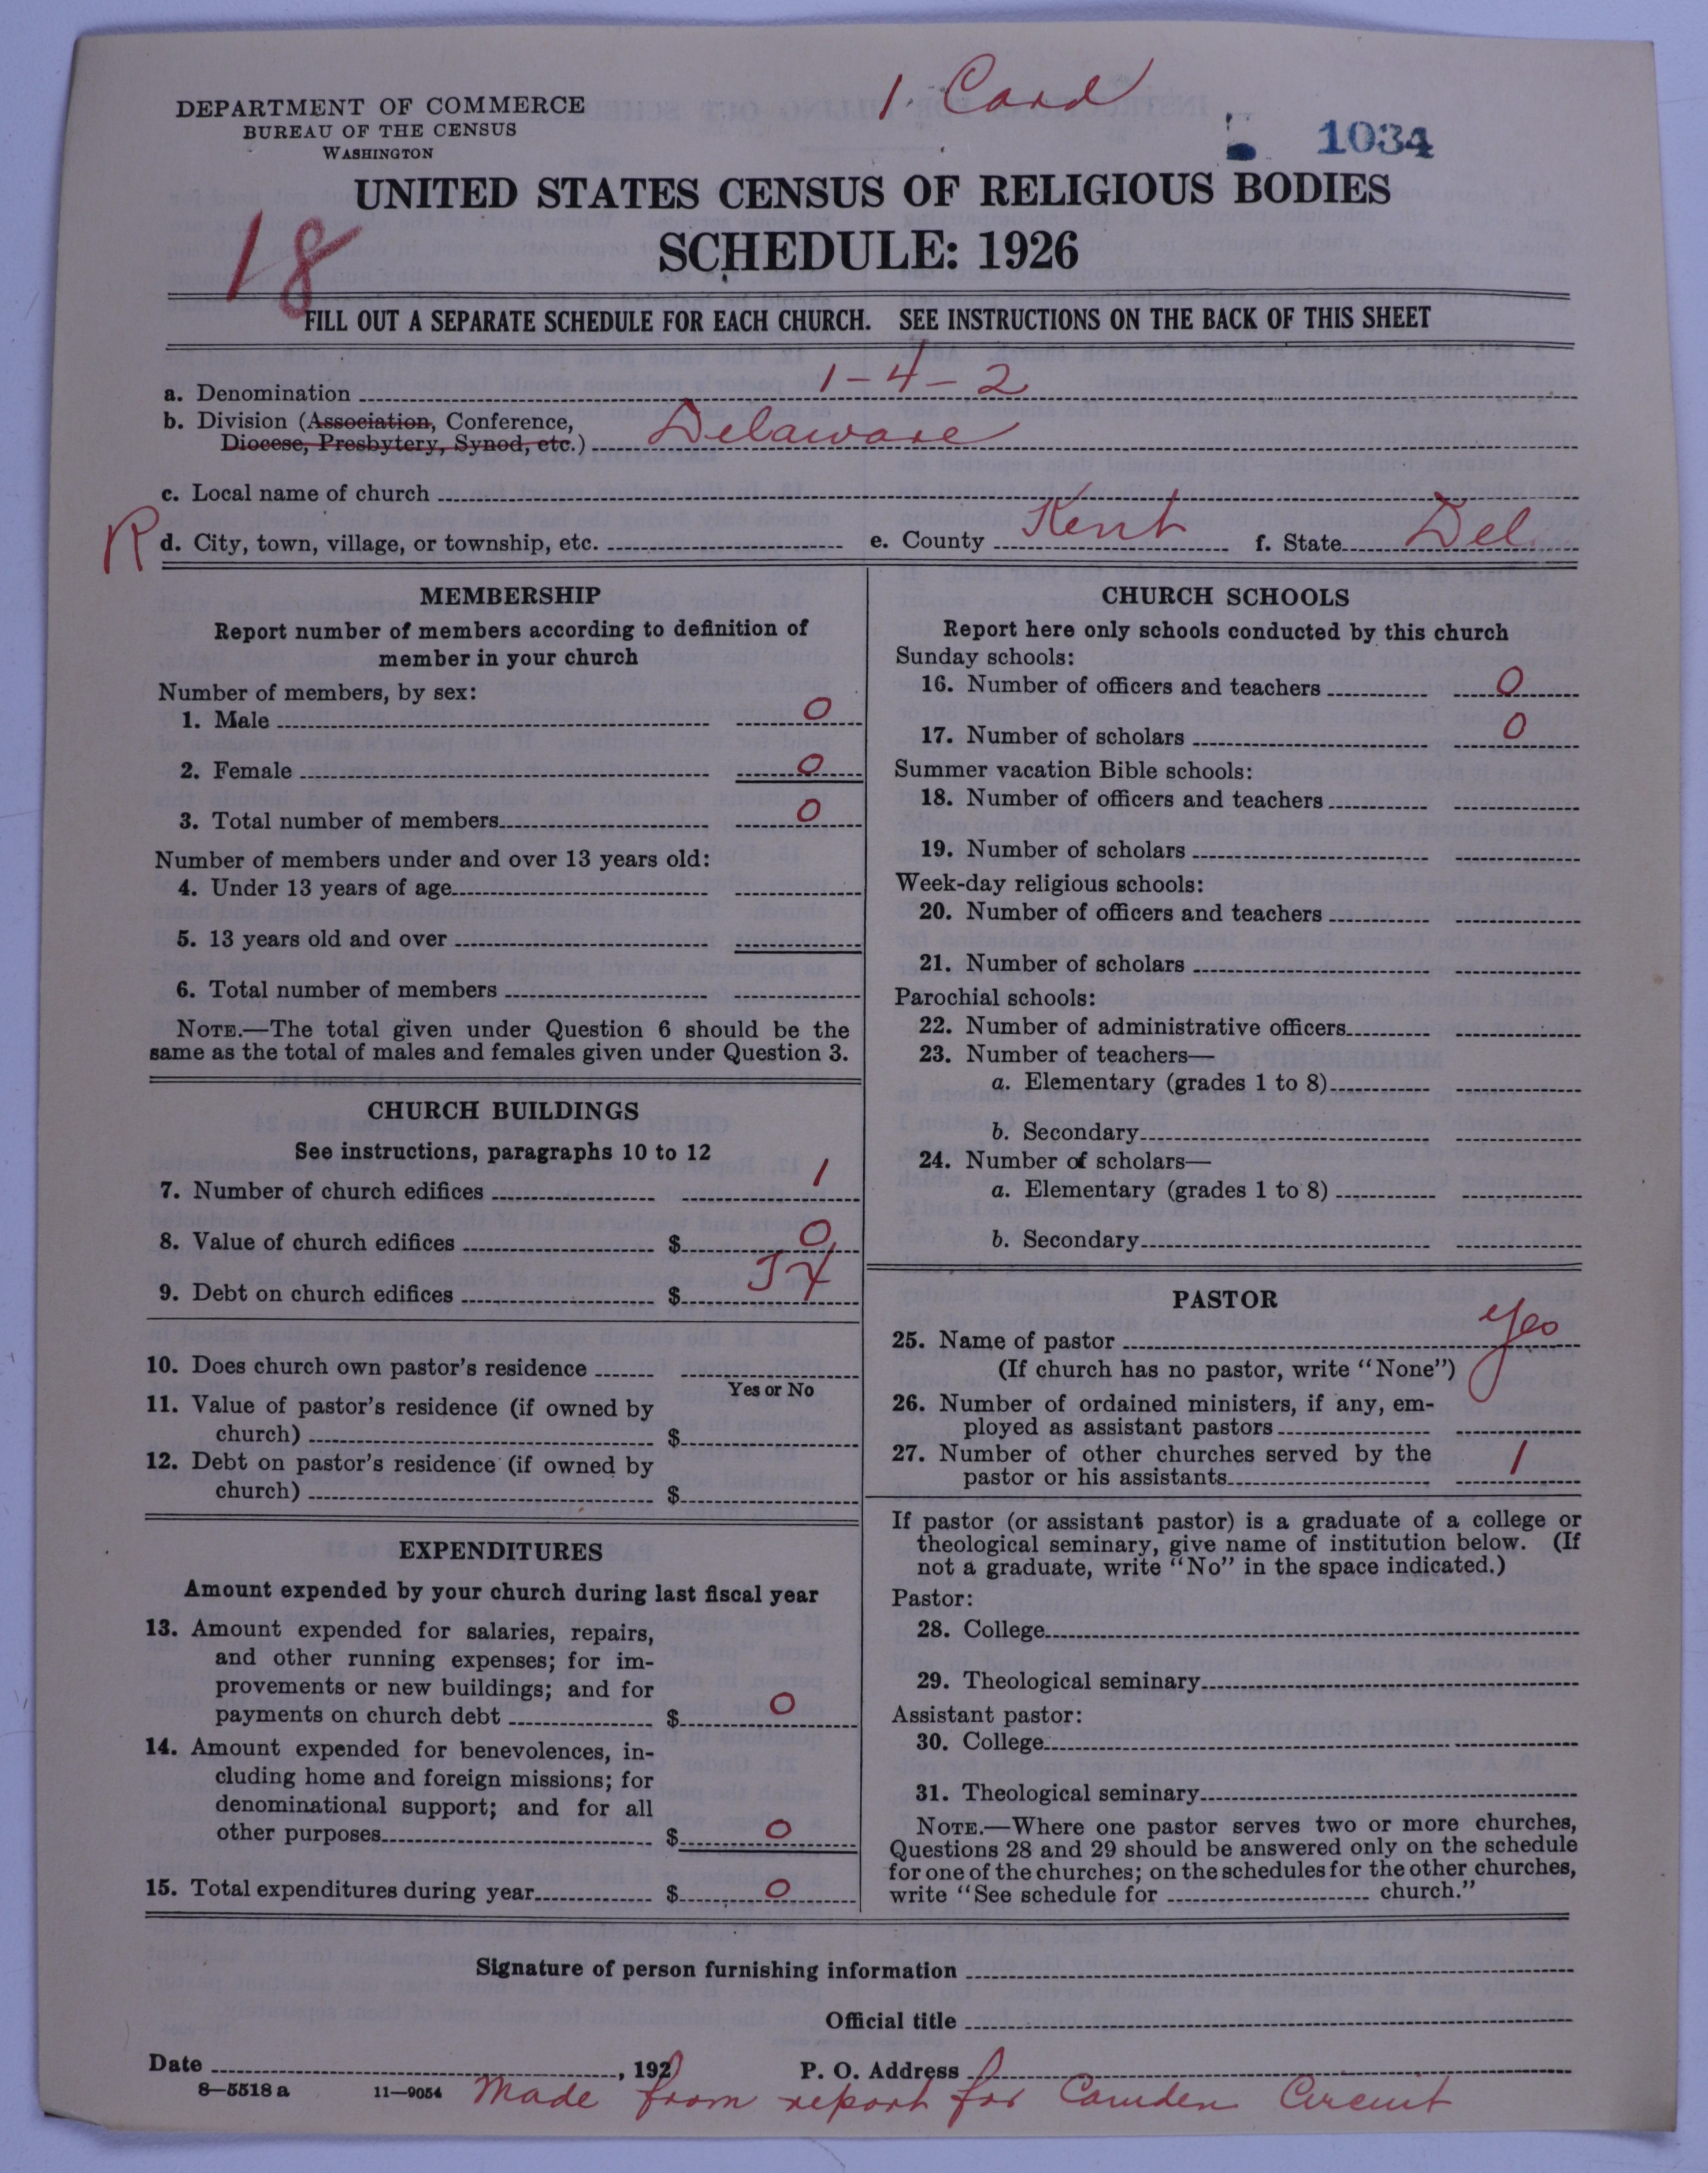 1 Card
DEPARTMENT OF COMMERCE
BUREAU OF THE CENSUS
WASHINGTON
1034
UNITED STATES CENSUS OF RELIGIOUS BODIES
SCHEDULE: 1926
18
FILL OUT A SEPARATE SCHEDULE FOR EACH CHURCH. SEE INSTRUCTIONS ON THE BACK OF THIS SHEET
a. Denomination 1-4-2
b. Division (Association, Conference,
Diocese, Presbytery, Synod, etc.) Delaware
c. Local name of church
R d. City, town, village, or township, etc. e. County Kent f. State Del.
MEMBERSHIP
Report number of members according to definition of
member in your church
Number of members, by sex:
1. Male 0
2. Female 0
3. Total number of members 0
Number of members under and over 13 years old:
4. Under 13 years of age
5. 13 years old and over
6. Total number of members
NOTE.—The total given under Question 6 should be the
same as the total of males and females given under Question 3.
CHURCH BUILDINGS
See instructions, paragraphs 10 to 12
7. Number of church edifices 1
8. Value of church edifices $ 0
9. Debt on church edifices $
10. Does church own pastor's residence
Yes or No
11. Value of pastor's residence (if owned by
church) $
12. Debt on pastor's residence (if owned by
church) $
EXPENDITURES
Amount expended by your church during last fiscal year
13. Amount expended for salaries, repairs,
and other running expenses; for im-
provements or new buildings; and for
payments on church debt $ 0
14. Amount expended for benevolences, in-
cluding home and foreign missions; for
denominational support; and for all
other purposes $ 0
15. Total expenditures during year $ 0
CHURCH SCHOOLS
Report here only schools conducted by this church
Sunday schools:
16. Number of officers and teachers 0
17. Number of scholars 0
Summer vacation Bible schools:
18. Number of officers and teachers
19. Number of scholars
Week-day religious schools:
20. Number of officers and teachers
21. Number of scholars
Parochial schools:
22. Number of administrative officers
23. Number of teachers—
a. Elementary (grades 1 to 8)
b. Secondary
24. Number of scholars—
a. Elementary (grades 1 to 8)
b. Secondary
PASTOR
25. Name of pastor yes
(If church has no pastor, write "None")
26. Number of ordained ministers, if any, em-
ployed as assistant pastors
27. Number of other churches served by the
pastor or his assistants 1
If pastor (or assistant pastor) is a graduate of a college or
theological seminary, give name of institution below. (If
not a graduate, write "No" in the space indicated.)
Pastor:
28. College
29. Theological seminary
Assistant pastor:
30. College
31. Theological seminary
NOTE.—Where one pastor serves two or more churches,
Questions 28 and 29 should be answered only on the schedule
for one of the churches; on the schedules for the other churches,
write "See schedule for church."
Signature of person furnishing information
Official title
Date , 192 P. O. Address
8—5518 a 11—9054 Made from report for Camden Circuit